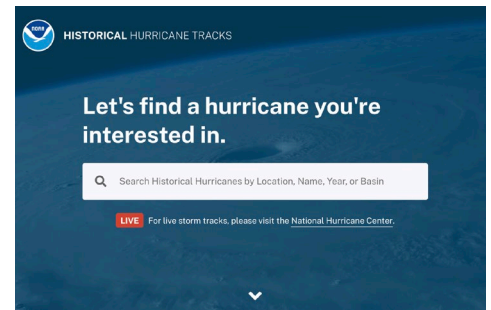 NOAA
HISTORICAL HURRICANE TRACKS
Let's find a hurricane you're
interested in.
Search Historical Hurricanes by Location, Name, Year, or Basin
LIVE For live storm tracks, please visit the National Hurricane Center.